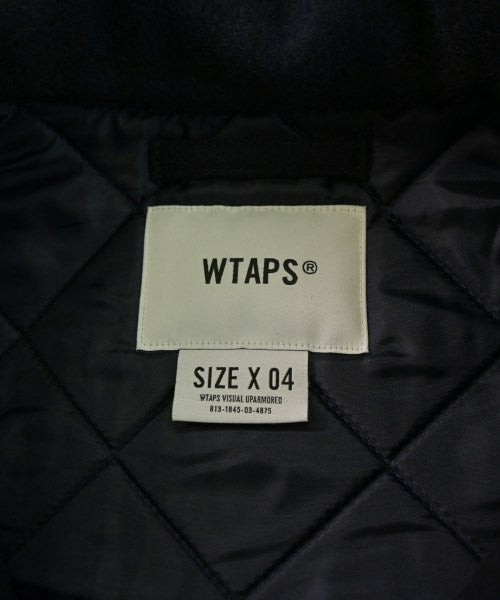 WTAPS®
SIZE X 04
WTAPS VISUAL UPARMORED
813-1845-03-4875